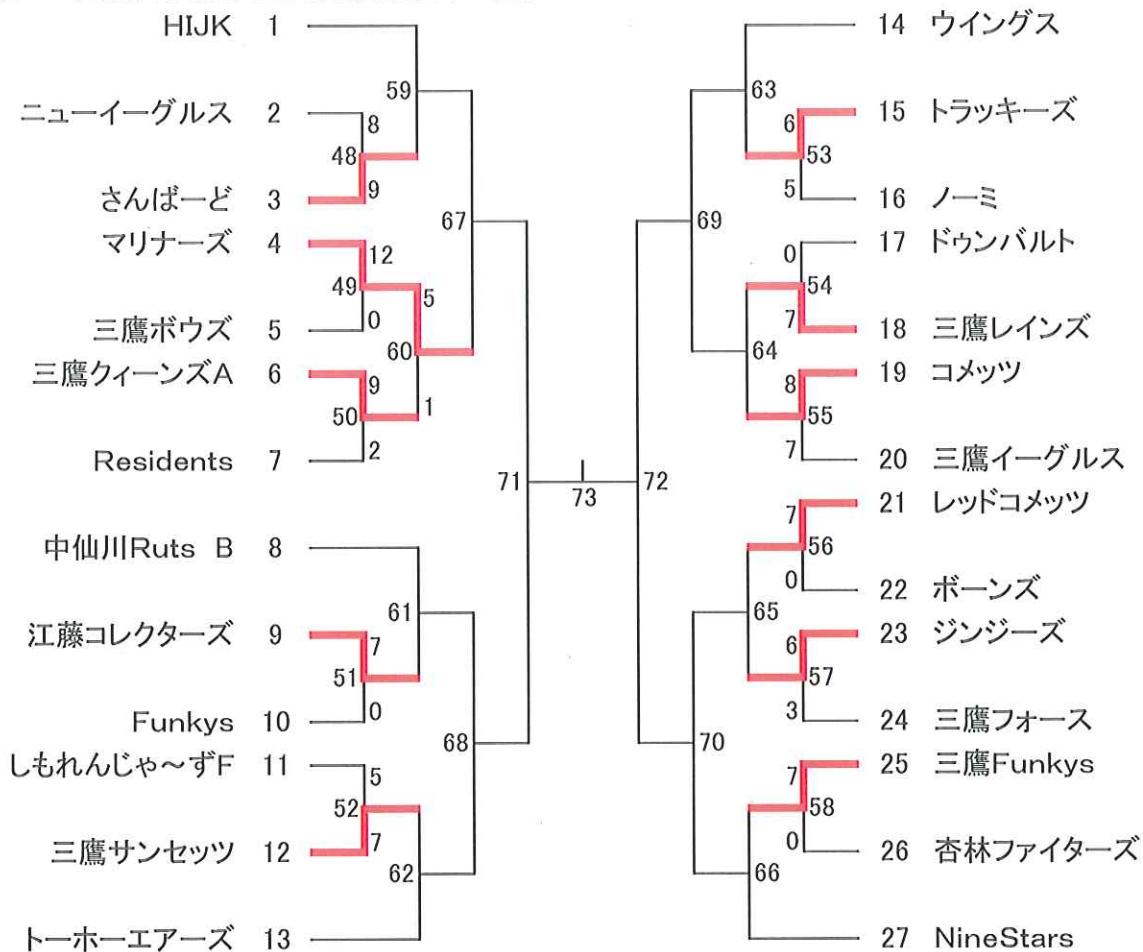 HIJK 1
59
ニューイーグルス 2
8
48
さんばーど 3
9
67
マリナーズ 4
12
49
5
三鷹ボウズ 5
0
60
三鷹クィーンズA 6
9
50
1
Residents 7
2
71
中仙川Ruts B 8
61
江藤コレクターズ 9
7
51
Funkys 10
0
68
しもれんじゃ～ずF 11
5
52
三鷹サンセッツ 12
7
62
トーホーエアーズ 13
73
14 ウイングス
63
6
15 トラッキーズ
53
5
16 ノーミ
69
0
17 ドゥンバルト
54
7
18 三鷹レインズ
64
8
19 コメッツ
55
7
20 三鷹イーグルス
72
7
21 レッドコメッツ
56
0
22 ボーンズ
65
6
23 ジンジーズ
57
3
24 三鷹フォース
70
7
25 三鷹Funkys
58
0
26 杏林ファイターズ
66
27 NineStars